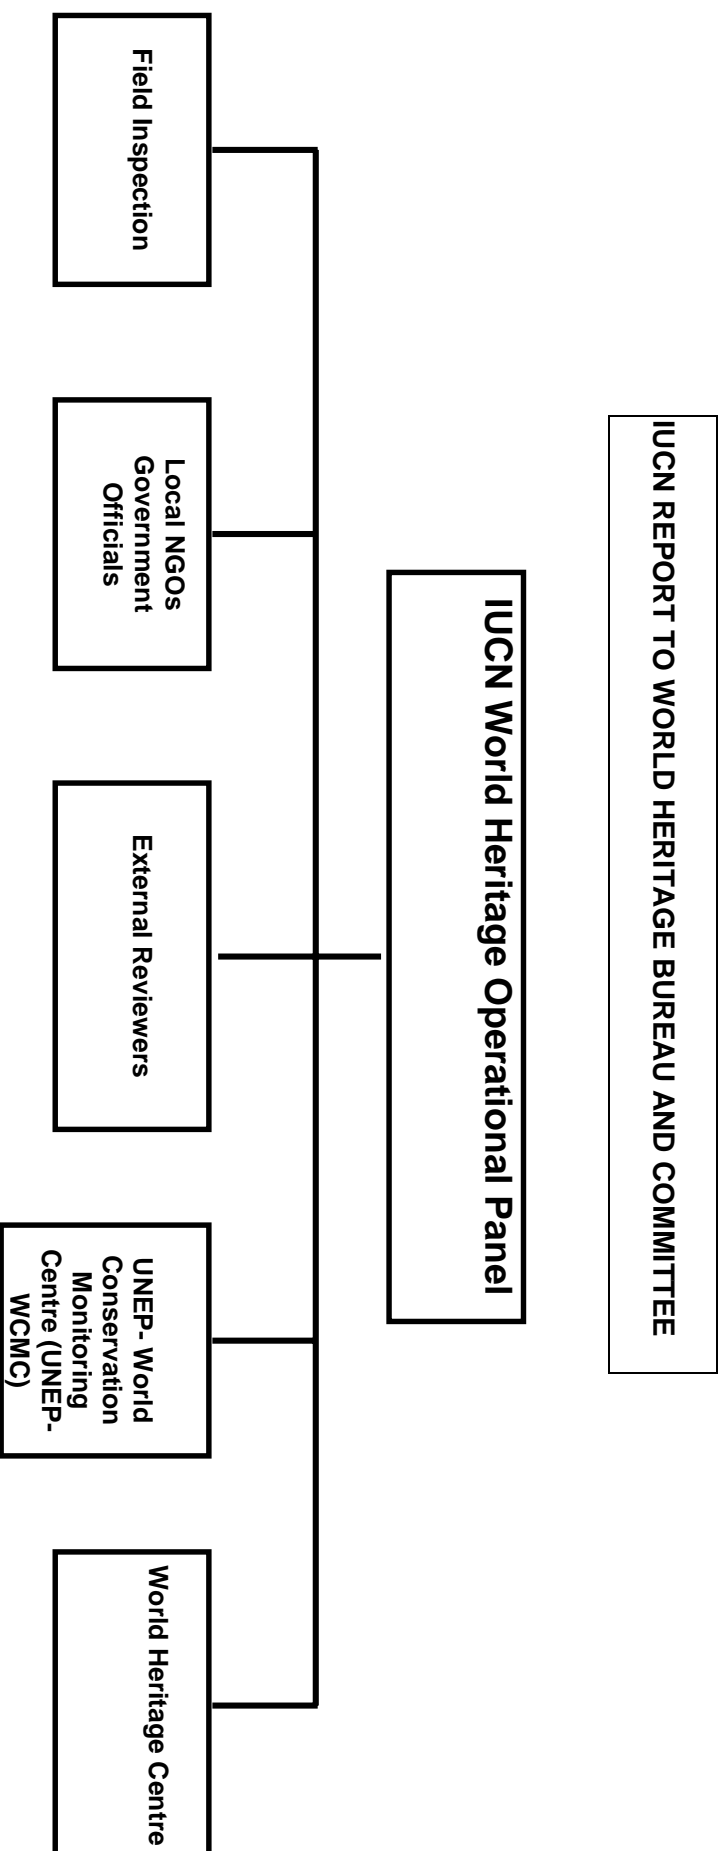 IUCN REPORT TO WORLD HERITAGE BUREAU AND COMMITTEE
IUCN World Heritage Operational Panel
Field Inspection
Local NGOs
Government
Officials
External Reviewers
UNEP- World
Conservation
Monitoring
Centre (UNEP-
WCMC)
World Heritage Centre